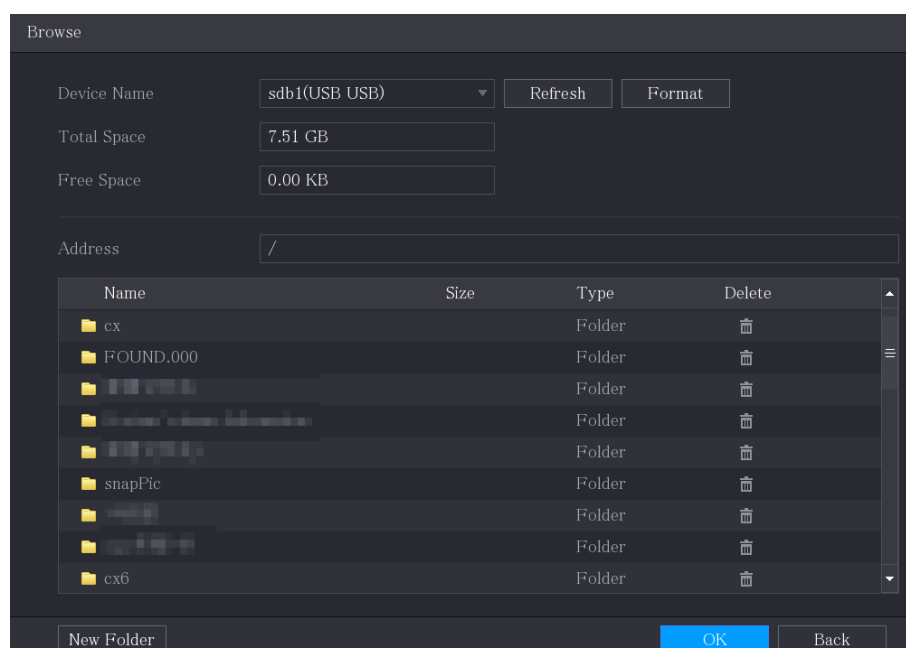 Browse
Device Name sdb1(USB USB) Refresh Format
Total Space 7.51 GB
Free Space 0.00 KB
Address /
Name Size Type Delete
cx Folder
FOUND.000 Folder
Folder
Folder
Folder
snapPic Folder
Folder
Folder
cx6 Folder
New Folder OK Back